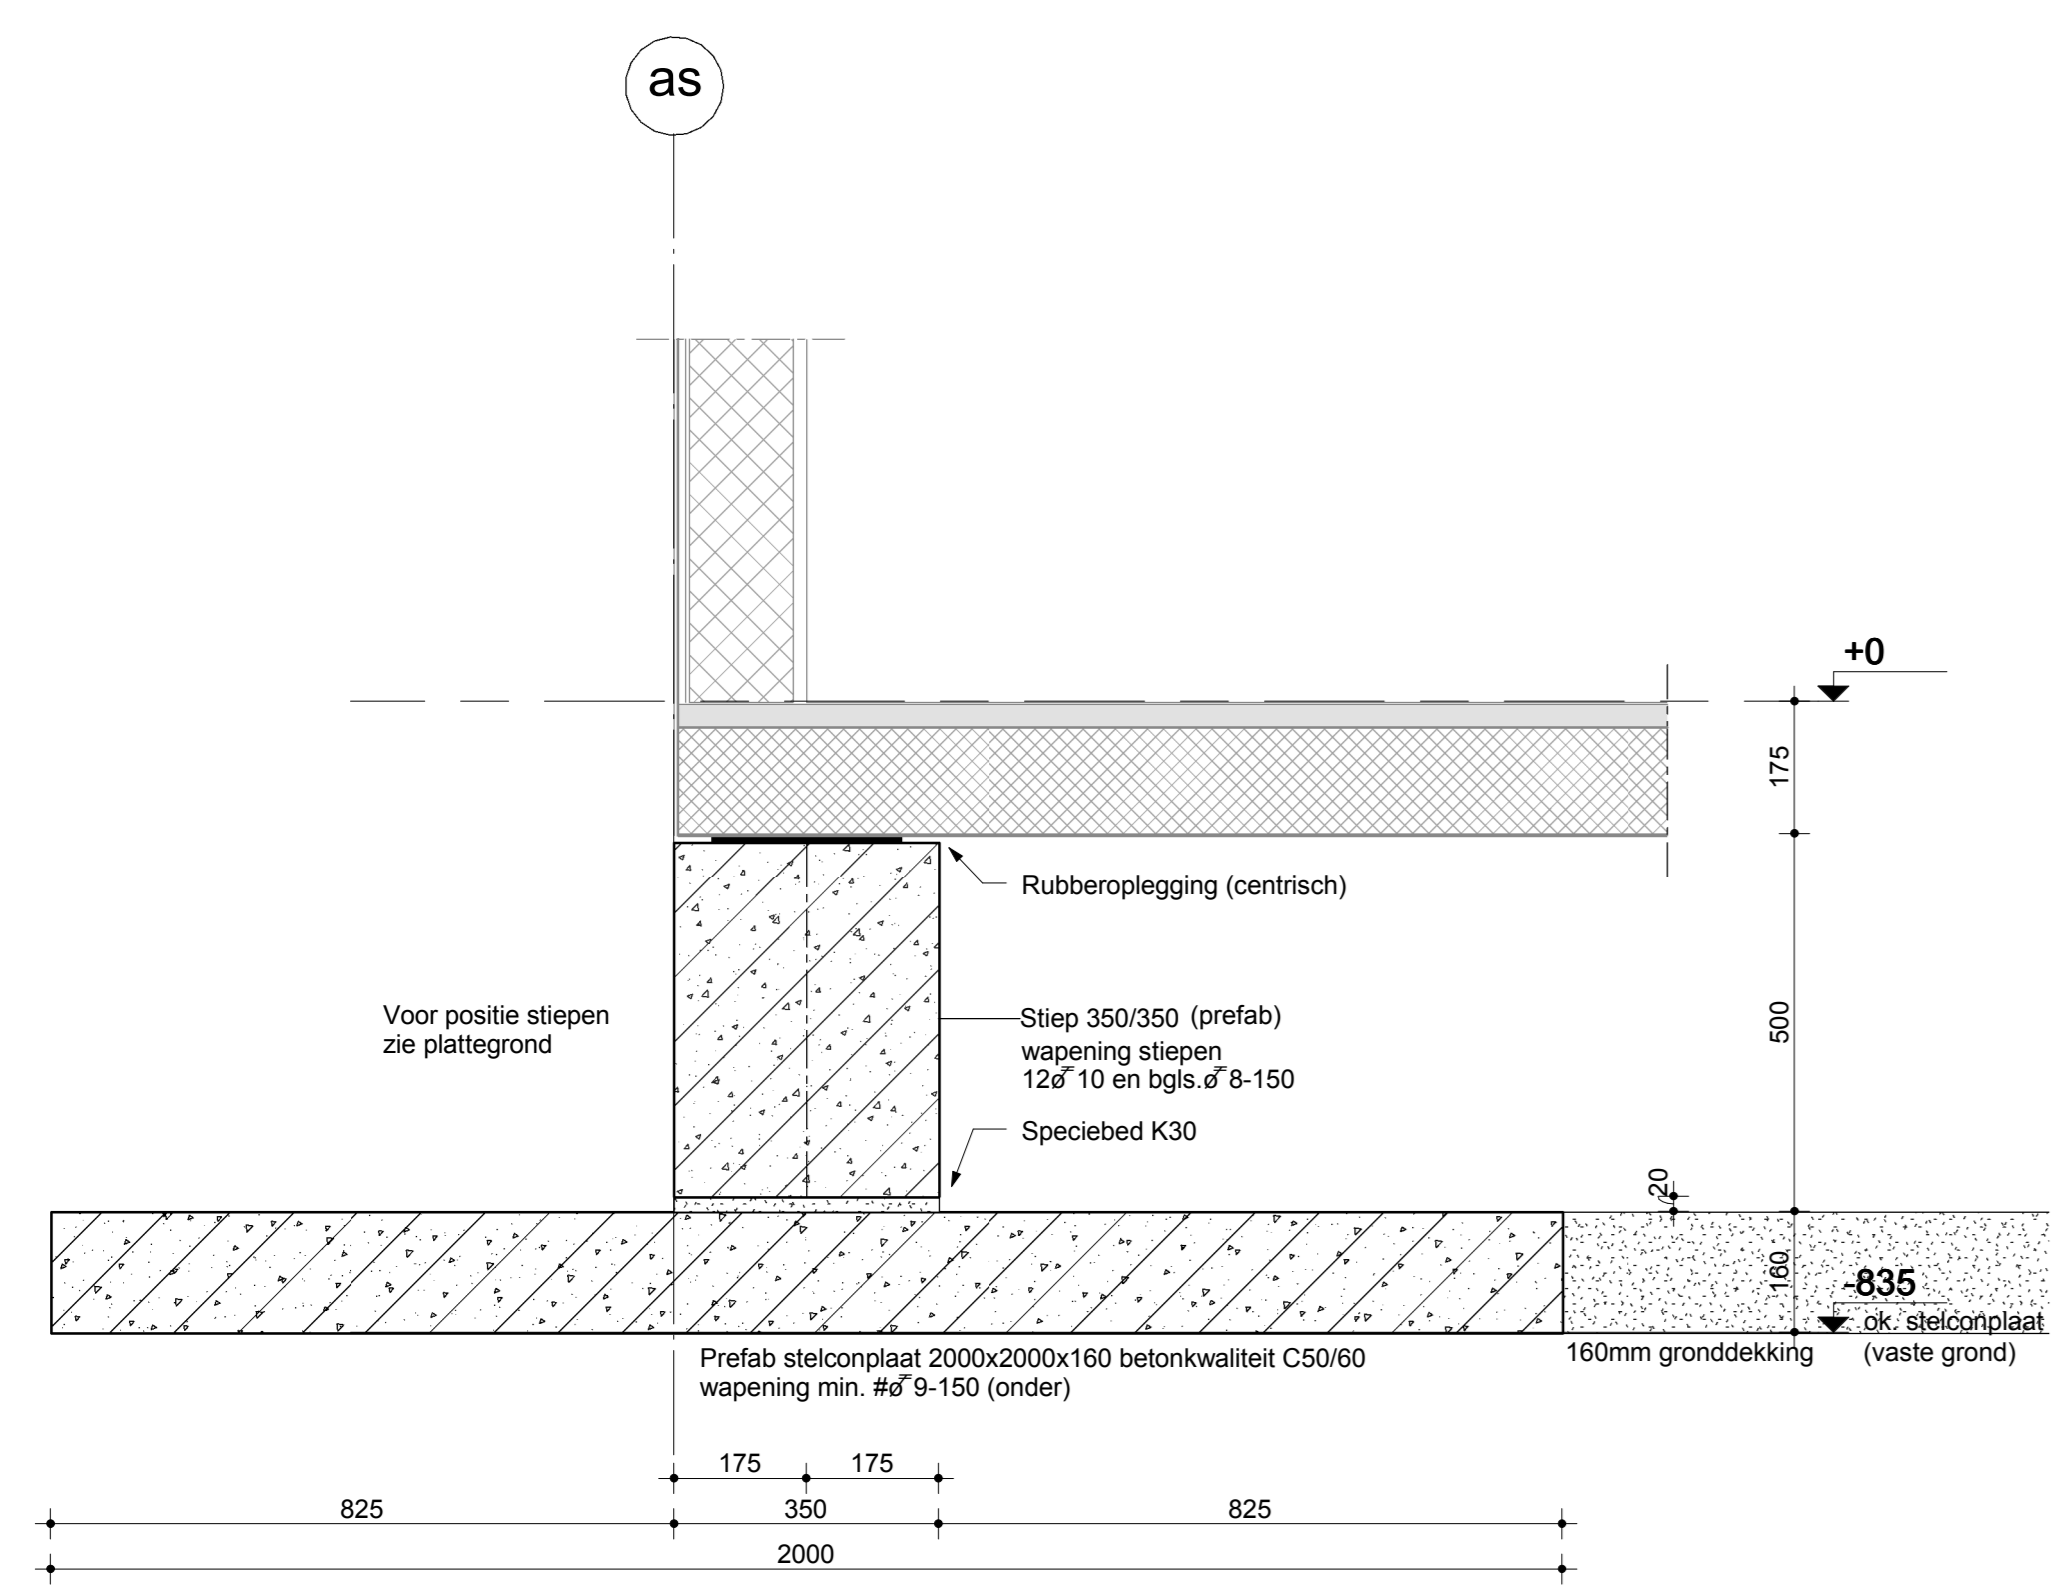 as
+0
175
Rubberoplegging (centrisch)
500
Voor positie stiepen
zie plattegrond
Stiep 350/350 (prefab)
wapening stiepen
12ø 10 en bgls.ø 8-150
Speciebed K30
20
160
-835
ok. stelconplaat
(vaste grond)
160mm gronddekking
Prefab stelconplaat 2000x2000x160 betonkwaliteit C50/60
wapening min. #ø 9-150 (onder)
175 175
825 350 825
2000